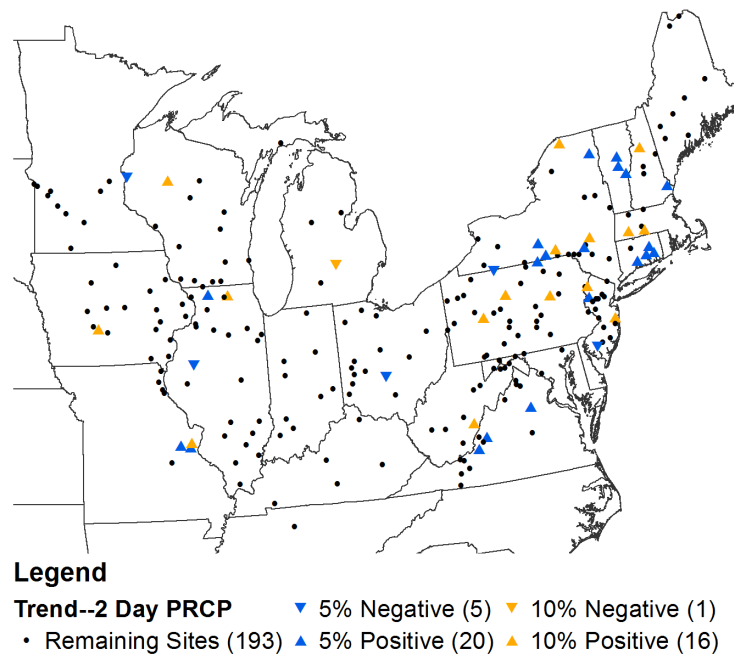 Legend
Trend--2 Day PRCP 5% Negative (5) 10% Negative (1)
Remaining Sites (193) 5% Positive (20) 10% Positive (16)